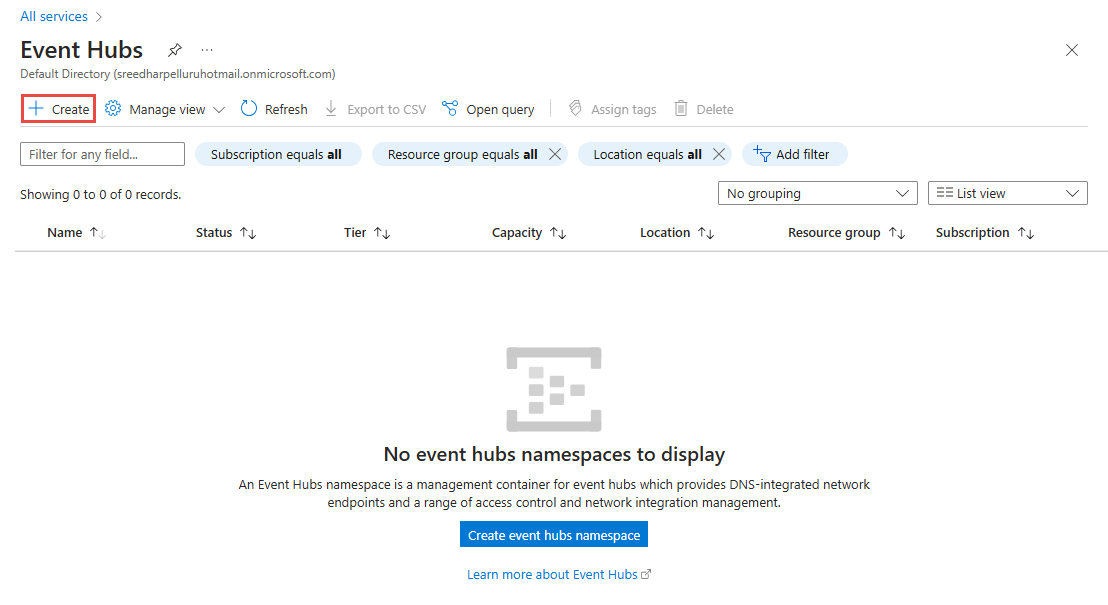 All services
Event Hubs
Default Directory (sreedharpelluruhotmail.onmicrosoft.com)
Create Manage view Refresh Export to CSV Open query Assign tags Delete
Filter for any field... Subscription equals all Resource group equals all Location equals all Add filter
Showing 0 to 0 of 0 records. No grouping List view
Name Status Tier Capacity Location Resource group Subscription
No event hubs namespaces to display
An Event Hubs namespace is a management container for event hubs which provides DNS-integrated network
endpoints and a range of access control and network integration management.
Create event hubs namespace
Learn more about Event Hubs